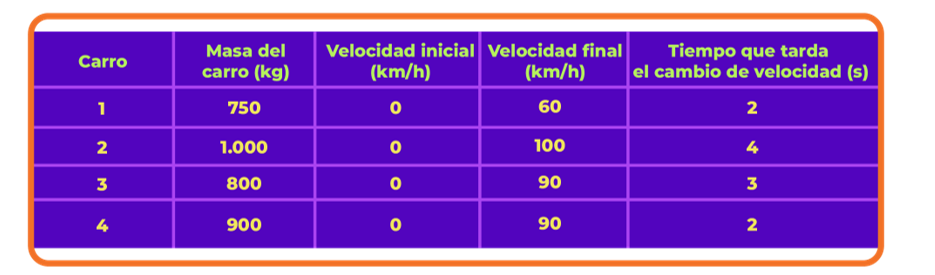 Carro Masa del carro (kg) Velocidad inicial (km/h) Velocidad final (km/h) Tiempo que tarda el cambio de velocidad (s)
1 750 0 60 2
2 1.000 0 100 4
3 800 0 90 3
4 900 0 90 2